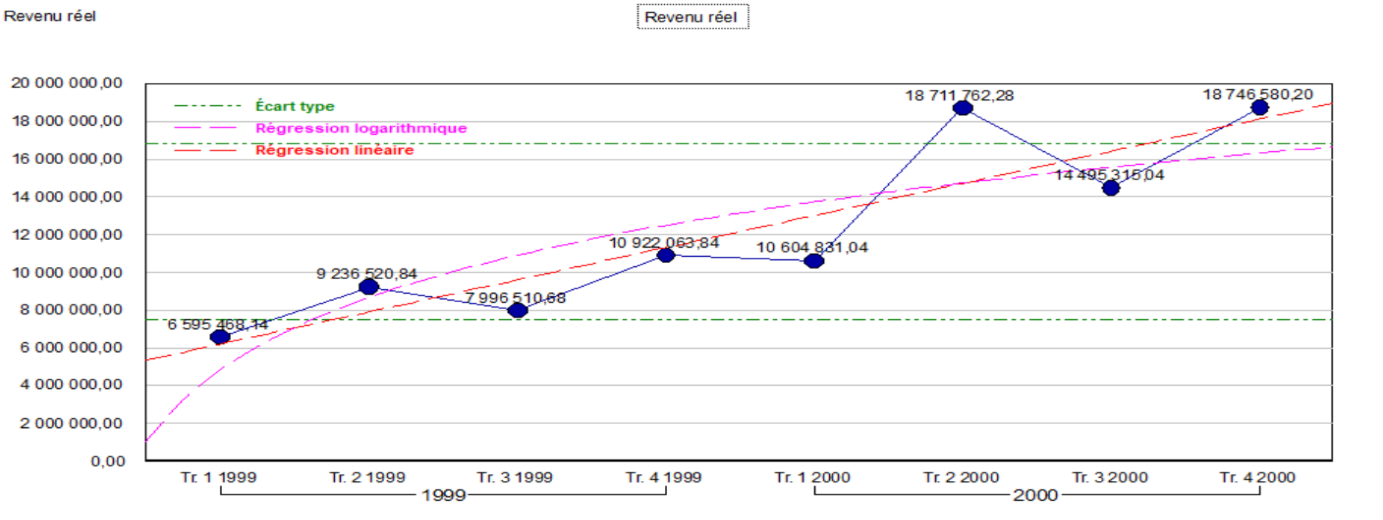 Revenu réel
Revenu réel
20 000 000,00
18 000 000,00
16 000 000,00
14 000 000,00
12 000 000,00
10 000 000,00
8 000 000,00
6 000 000,00
4 000 000,00
2 000 000,00
0,00
Écart type
Régression logarithmique
Régression linèaire
6 595 468,14
9 236 520,84
7 996 510,68
10 922 063,84
10 604 831,04
18 711 762,28
14 495 315,04
18 746 580,20
Tr. 1 1999 Tr. 2 1999 Tr. 3 1999 Tr. 4 1999 Tr. 1 2000 Tr. 2 2000 Tr. 3 2000 Tr. 4 2000
1999 2000